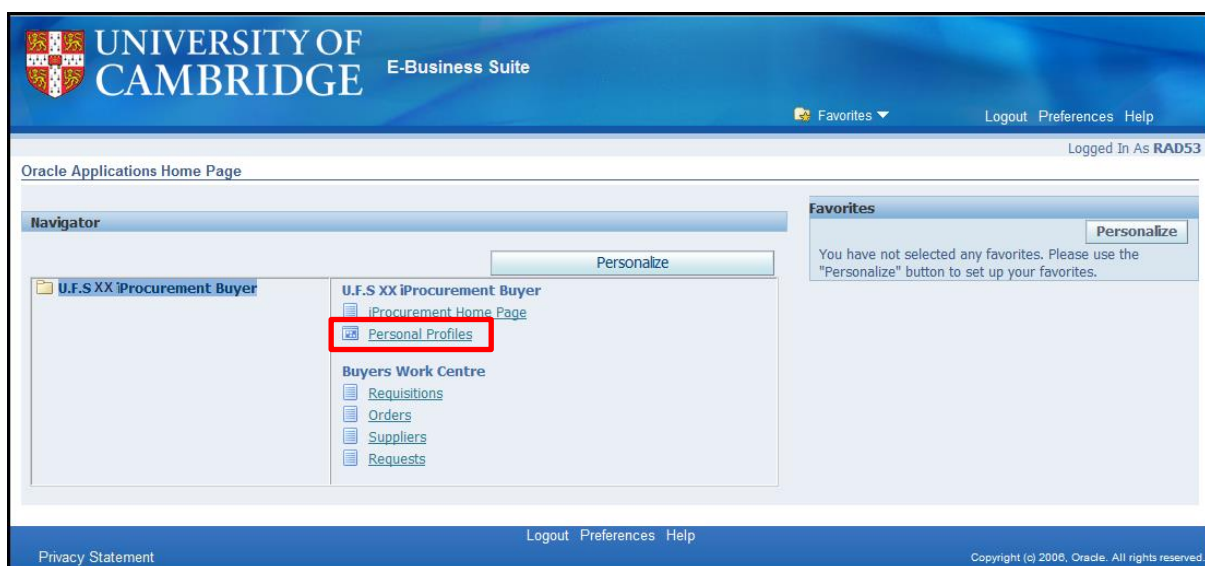 UNIVERSITY OF
CAMBRIDGE
E-Business Suite
Favorites
Logout Preferences Help
Logged In As RAD53
Oracle Applications Home Page
Navigator
Personalize
U.F.S XX iProcurement Buyer
U.F.S XX iProcurement Buyer
iProcurement Home Page
Personal Profiles
Buyers Work Centre
Requisitions
Orders
Suppliers
Requests
Favorites
Personalize
You have not selected any favorites. Please use the
"Personalize" button to set up your favorites.
Logout Preferences Help
Privacy Statement
Copyright (c) 2006, Oracle. All rights reserved.